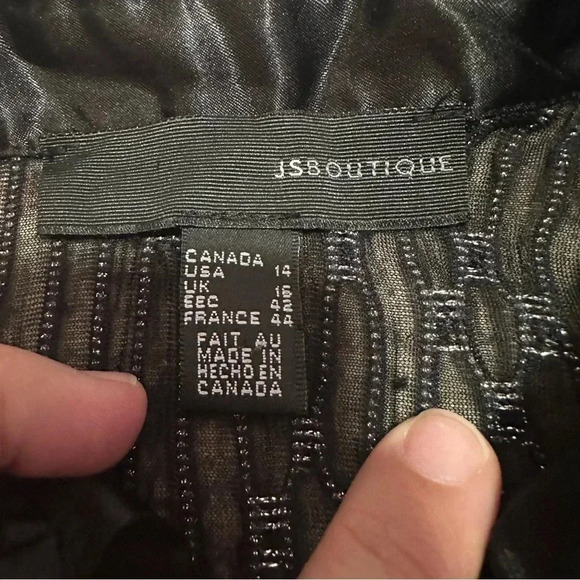 JSBOUTIQUE
CANADA
USA 14
UK 16
EEC 42
FRANCE 44
FAIT AU
MADE IN
HECHO EN
CANADA